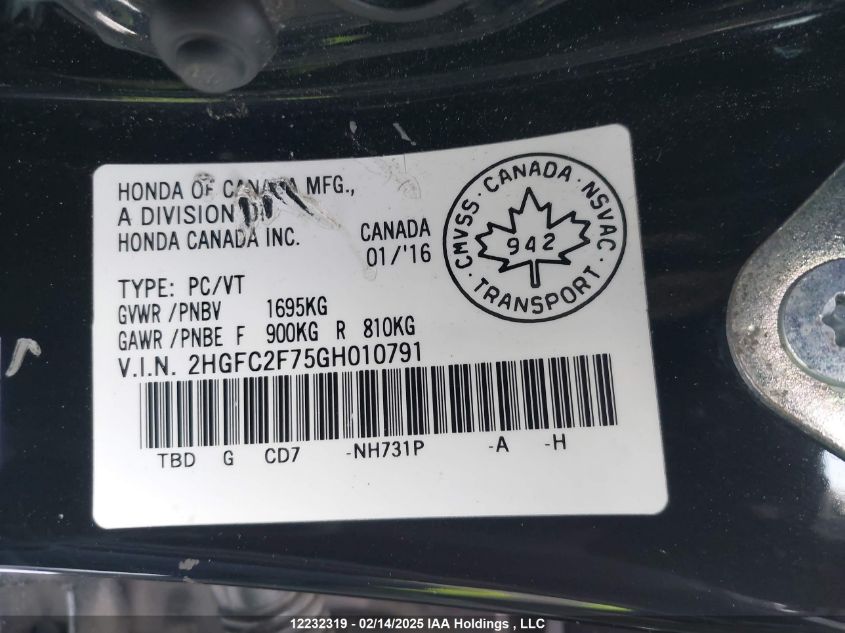 HONDA OF CANADA MFG.,
A DIVISION OF
HONDA CANADA INC.
CANADA
01/'16
CMVSS · CANADA · NSVAC
942
· TRANSPORT ·
TYPE: PC/VT
GVWR /PNBV 1695KG
GAWR /PNBE F 900KG R 810KG
V.I.N. 2HGFC2F75GH010791
TBD G CD7 -NH731P -A -H
12232319 - 02/14/2025 IAA Holdings , LLC